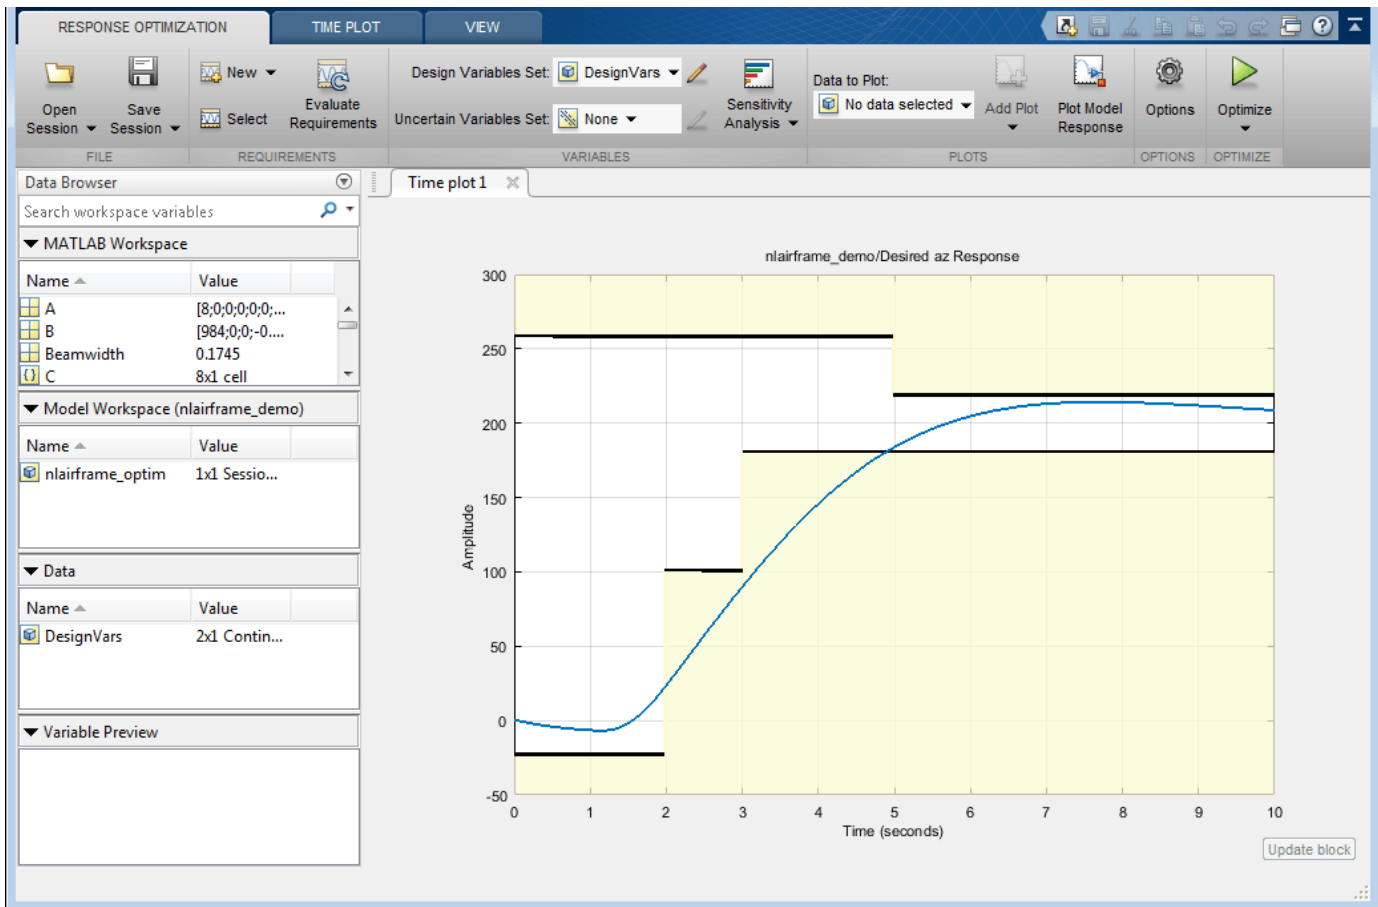 RESPONSE OPTIMIZATION TIME PLOT VIEW
Open Session Save Session
New
Select
Evaluate Requirements
Design Variables Set: DesignVars
Uncertain Variables Set: None
Sensitivity Analysis
Data to Plot:
No data selected
Add Plot
Plot Model Response
Options
Optimize
FILE REQUIREMENTS VARIABLES PLOTS OPTIONS OPTIMIZE
Data Browser
Search workspace variables
MATLAB Workspace
Name Value
A [8;0;0;0;0;0;...
B [984;0;0;-0....
Beamwidth 0.1745
C 8x1 cell
Model Workspace (nlairframe_demo)
Name Value
nlairframe_optim 1x1 Sessio...
Data
Name Value
DesignVars 2x1 Contin...
Variable Preview
Time plot 1
nlairframe_demo/Desired az Response
300
250
200
150
100
50
0
-50
Amplitude
0 1 2 3 4 5 6 7 8 9 10
Time (seconds)
Update block